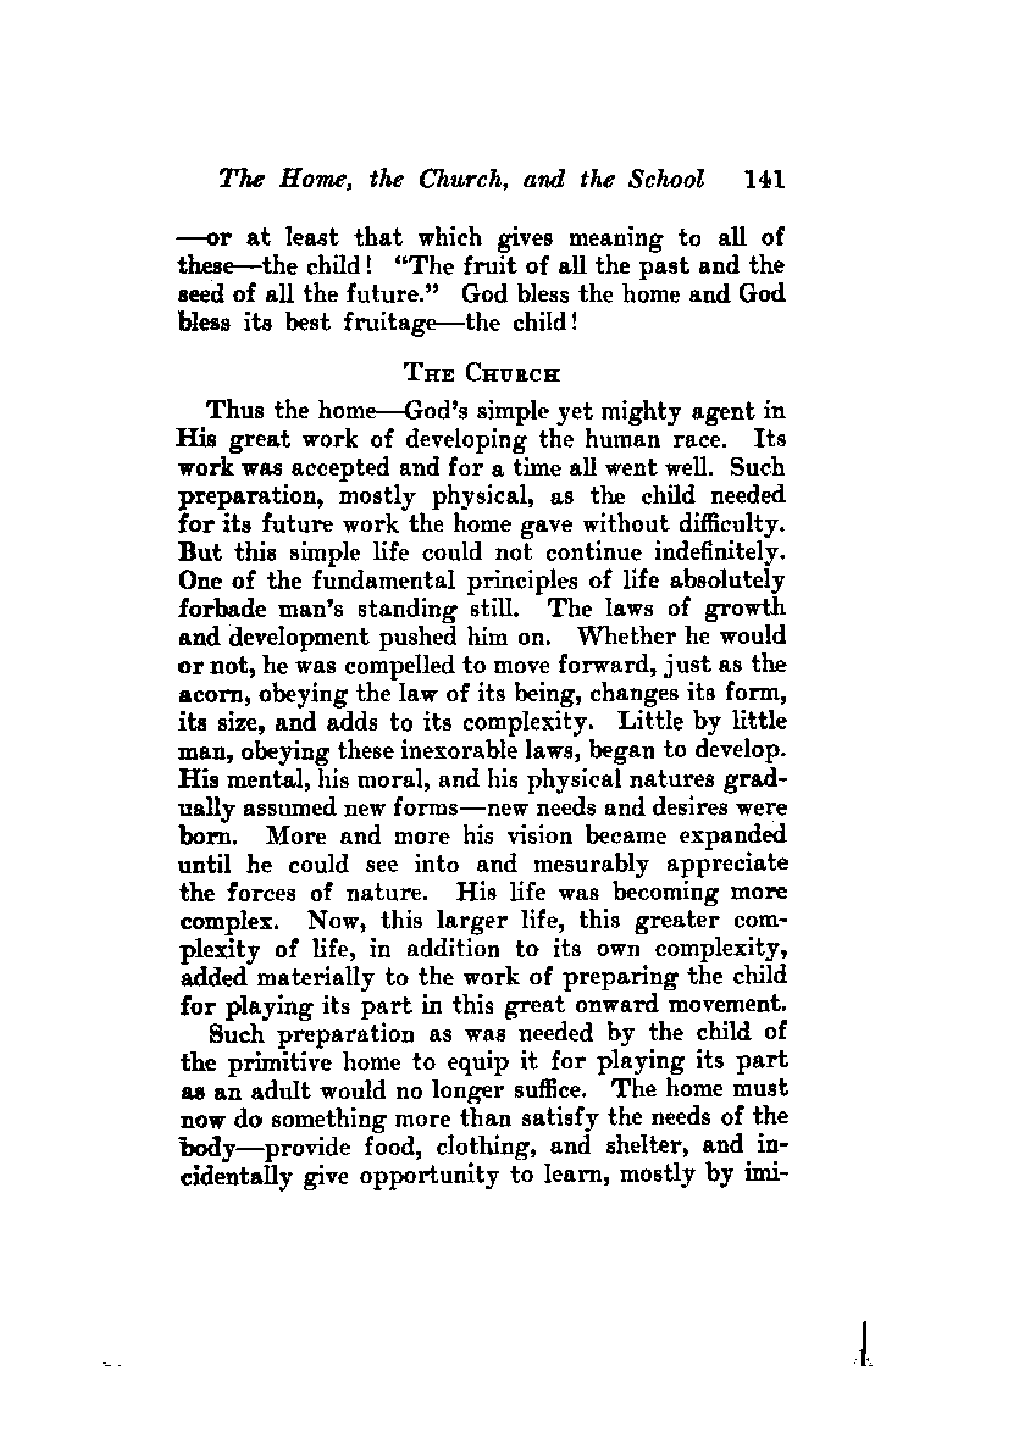 The Home, the Church, and the School 141
—or at least that which gives meaning to all of
these—the child! "The fruit of all the past and the
seed of all the future." God bless the home and God
bless its best fruitage—the child!
THE CHURCH
Thus the home—God's simple yet mighty agent in
His great work of developing the human race. Its
work was accepted and for a time all went well. Such
preparation, mostly physical, as the child needed
for its future work the home gave without difficulty.
But this simple life could not continue indefinitely.
One of the fundamental principles of life absolutely
forbade man's standing still. The laws of growth
and development pushed him on. Whether he would
or not, he was compelled to move forward, just as the
acorn, obeying the law of its being, changes its form,
its size, and adds to its complexity. Little by little
man, obeying these inexorable laws, began to develop.
His mental, his moral, and his physical natures grad-
ually assumed new forms—new needs and desires were
born. More and more his vision became expanded
until he could see into and mesurably appreciate
the forces of nature. His life was becoming more
complex. Now, this larger life, this greater com-
plexity of life, in addition to its own complexity,
added materially to the work of preparing the child
for playing its part in this great onward movement.
Such preparation as was needed by the child of
the primitive home to equip it for playing its part
as an adult would no longer suffice. The home must
now do something more than satisfy the needs of the
body—provide food, clothing, and shelter, and in-
cidentally give opportunity to learn, mostly by imi-